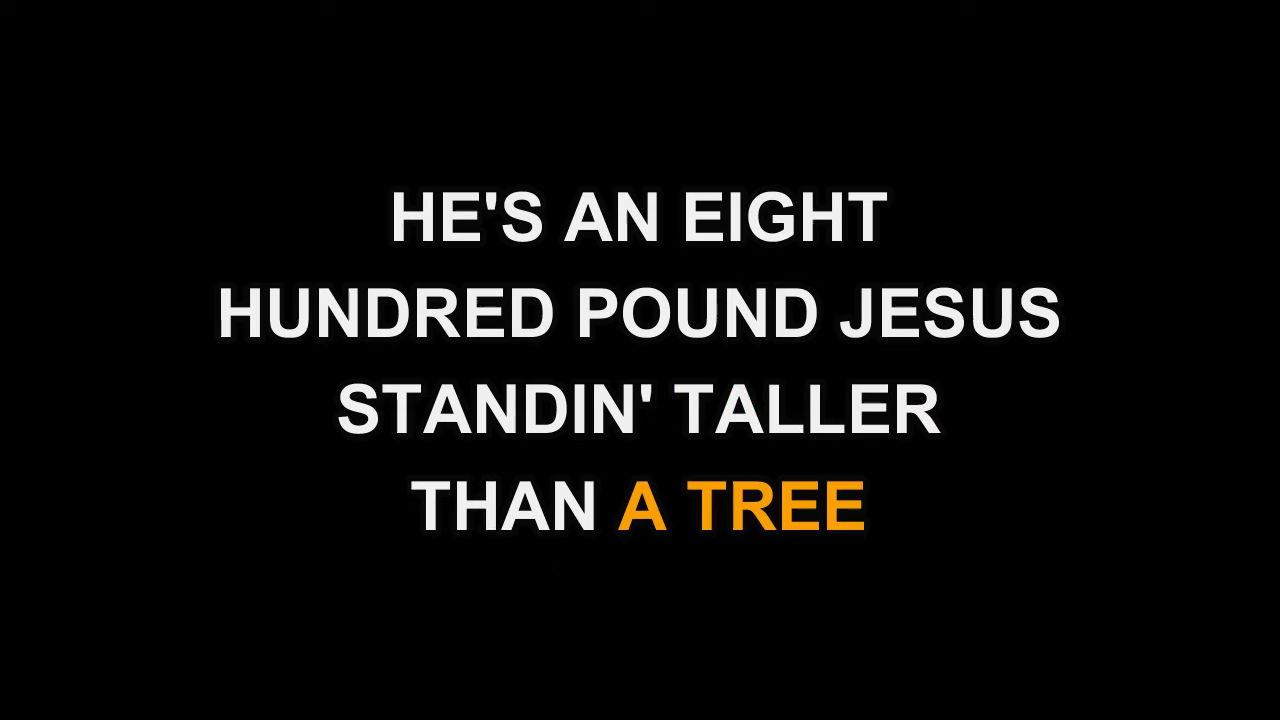 HE'S AN EIGHT
HUNDRED POUND JESUS
STANDIN' TALLER
THAN A TREE